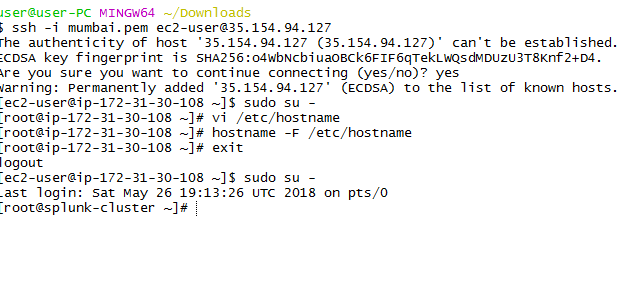 user@user-PC MINGW64 ~/Downloads
$ ssh -i mumbai.pem ec2-user@35.154.94.127
The authenticity of host '35.154.94.127 (35.154.94.127)' can't be established.
ECDSA key fingerprint is SHA256:o4WbNcbiuaOBCk6FIF6qTekLWQsdMDUzU3T8Knf2+D4.
Are you sure you want to continue connecting (yes/no)? yes
Warning: Permanently added '35.154.94.127' (ECDSA) to the list of known hosts.
[ec2-user@ip-172-31-30-108 ~]$ sudo su -
[root@ip-172-31-30-108 ~]# vi /etc/hostname
[root@ip-172-31-30-108 ~]# hostname -F /etc/hostname
[root@ip-172-31-30-108 ~]# exit
logout
[ec2-user@ip-172-31-30-108 ~]$ sudo su -
Last login: Sat May 26 19:13:26 UTC 2018 on pts/0
[root@splunk-cluster ~]#